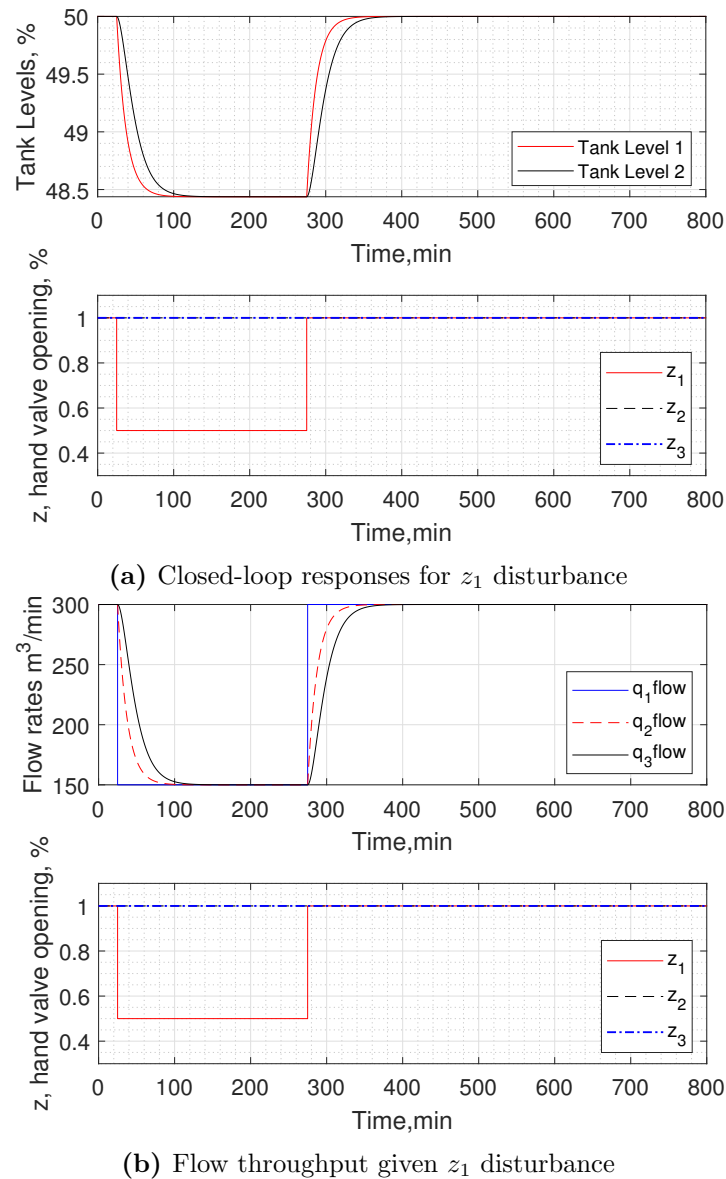 50
49.5
49
48.5
Tank Levels, %
Tank Level 1
Tank Level 2
0 100 200 300 400 500 600 700 800
Time,min
1
0.8
0.6
0.4
z, hand valve opening, %
z1
z2
z3
0 100 200 300 400 500 600 700 800
Time,min
(a) Closed-loop responses for z1 disturbance
300
250
200
150
Flow rates m³/min
q1flow
q2flow
q3flow
0 100 200 300 400 500 600 700 800
Time,min
1
0.8
0.6
0.4
z, hand valve opening, %
z1
z2
z3
0 100 200 300 400 500 600 700 800
Time,min
(b) Flow throughput given z1 disturbance